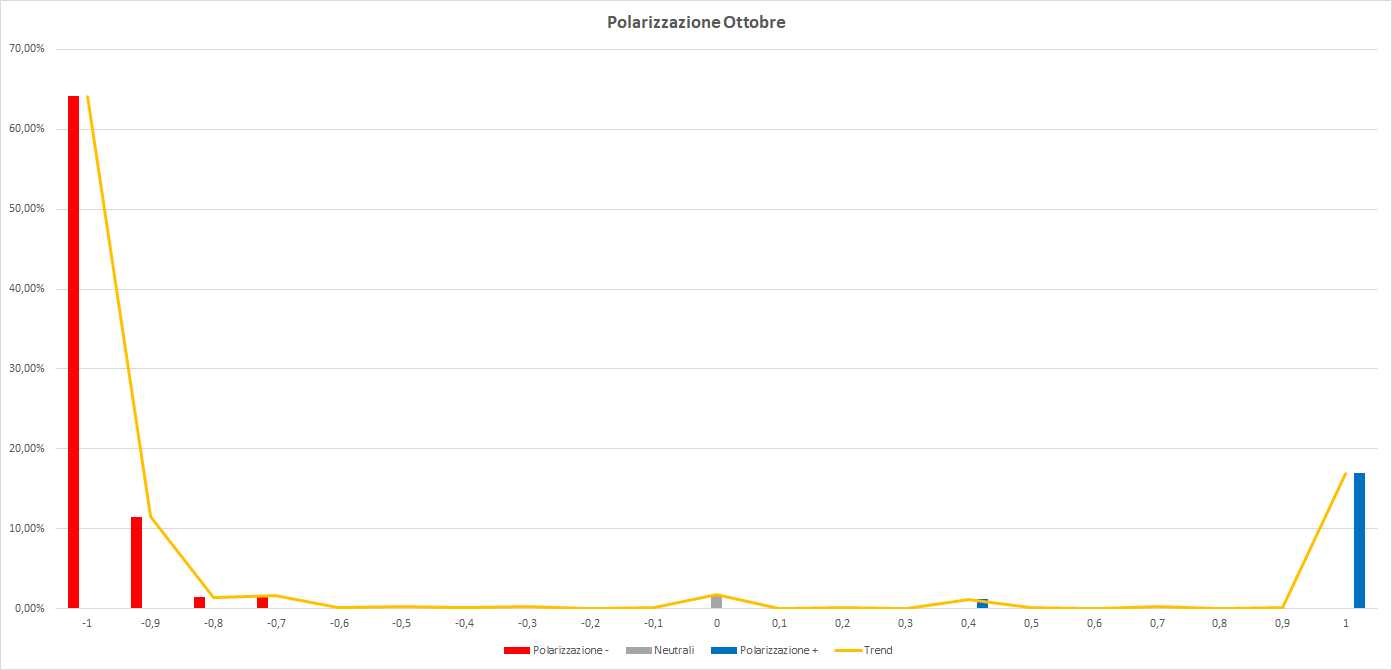 Polarizzazione Ottobre
70,00%
60,00%
50,00%
40,00%
30,00%
20,00%
10,00%
0,00%
-1 -0,9 -0,8 -0,7 -0,6 -0,5 -0,4 -0,3 -0,2 -0,1 0 0,1 0,2 0,3 0,4 0,5 0,6 0,7 0,8 0,9 1
Polarizzazione - Neutrali Polarizzazione + Trend